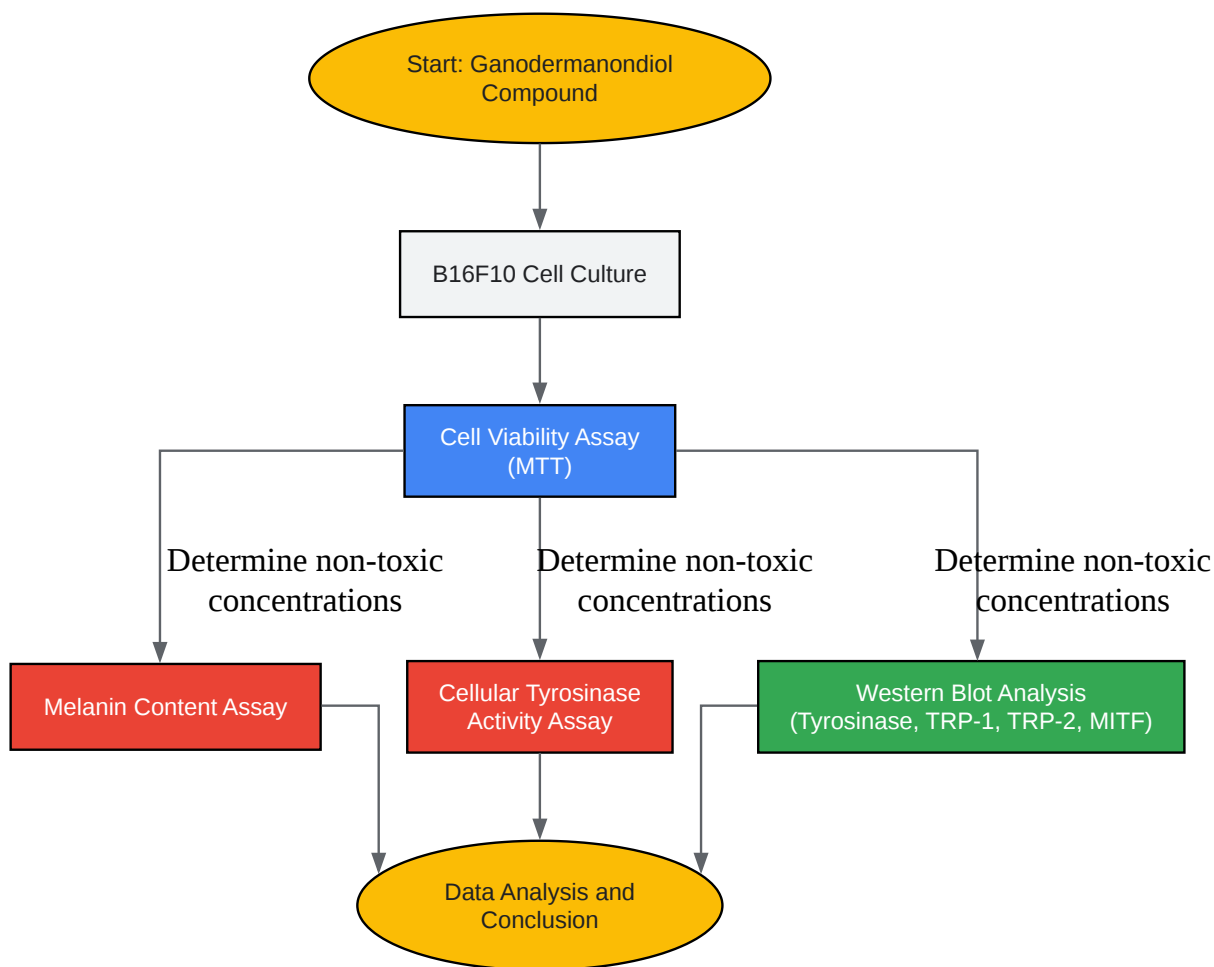 Start: Ganodermanondiol
Compound
B16F10 Cell Culture
Cell Viability Assay
(MTT)
Determine non-toxic
concentrations
Determine non-toxic
concentrations
Determine non-toxic
concentrations
Melanin Content Assay
Cellular Tyrosinase
Activity Assay
Western Blot Analysis
(Tyrosinase, TRP-1, TRP-2, MITF)
Data Analysis and
Conclusion